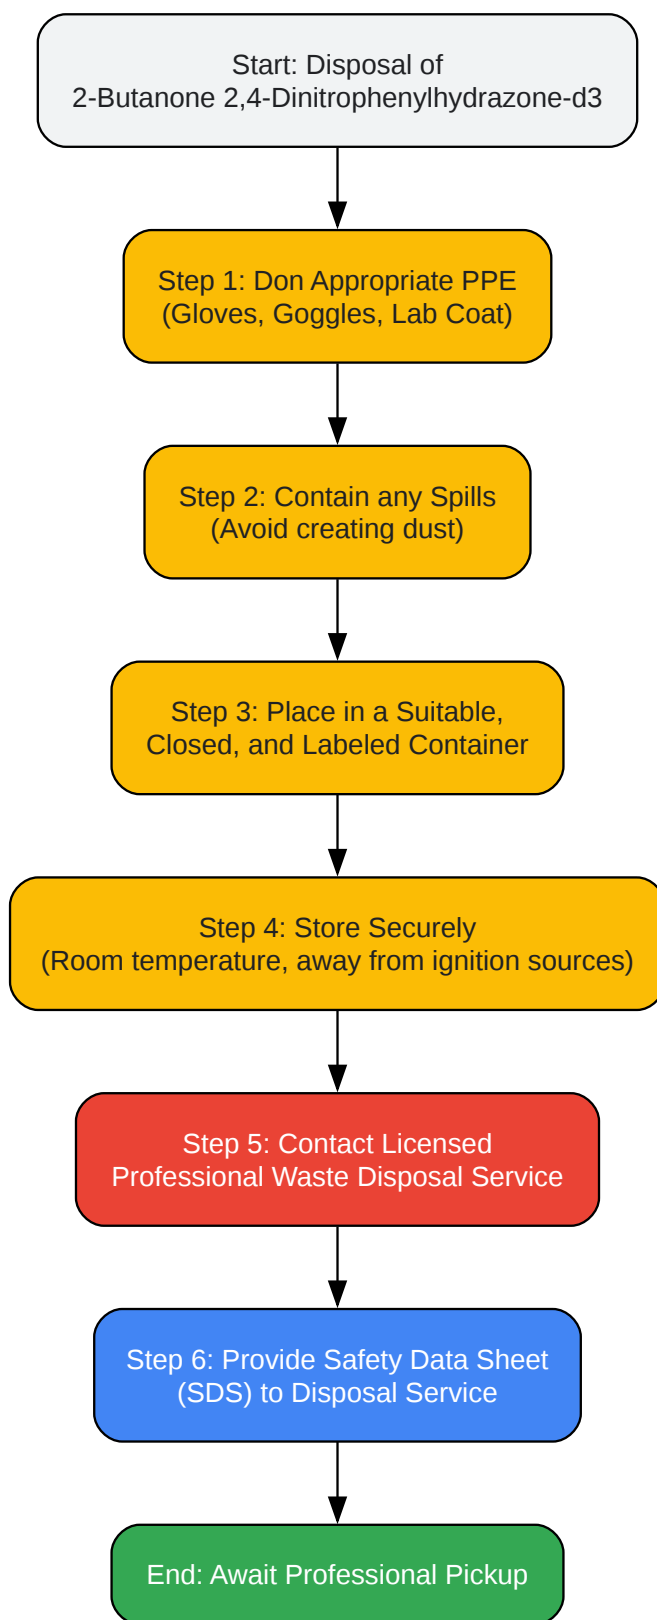 Start: Disposal of
2-Butanone 2,4-Dinitrophenylhydrazone-d3
Step 1: Don Appropriate PPE
(Gloves, Goggles, Lab Coat)
Step 2: Contain any Spills
(Avoid creating dust)
Step 3: Place in a Suitable,
Closed, and Labeled Container
Step 4: Store Securely
(Room temperature, away from ignition sources)
Step 5: Contact Licensed
Professional Waste Disposal Service
Step 6: Provide Safety Data Sheet
(SDS) to Disposal Service
End: Await Professional Pickup